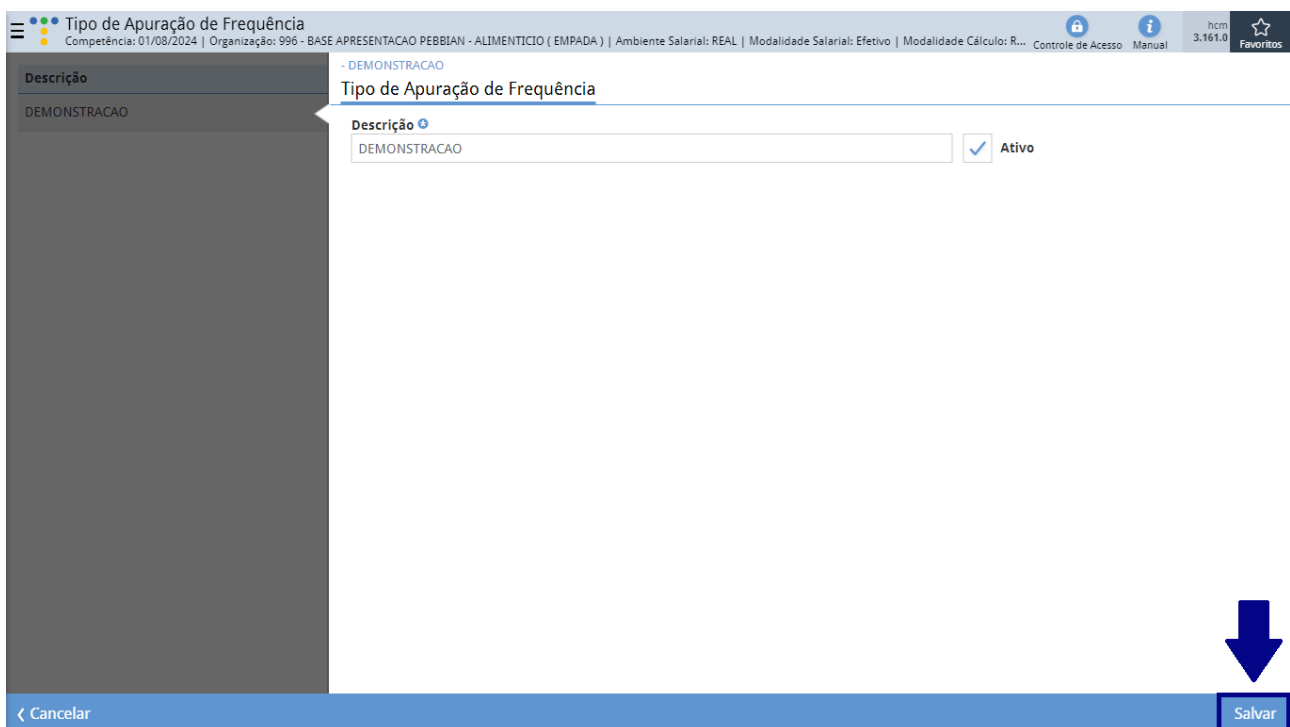 Tipo de Apuração de Frequência
Competência: 01/08/2024 | Organização: 996 - BASE APRESENTACAO PEBBIAN - ALIMENTICIO ( EMPADA ) | Ambiente Salarial: REAL | Modalidade Salarial: Efetivo | Modalidade Cálculo: R...
Controle de Acesso
Manual
hcm
3.161.0
Favoritos
Descrição
DEMONSTRACAO
- DEMONSTRACAO
Tipo de Apuração de Frequência
Descrição
DEMONSTRACAO
Ativo
Cancelar
Salvar